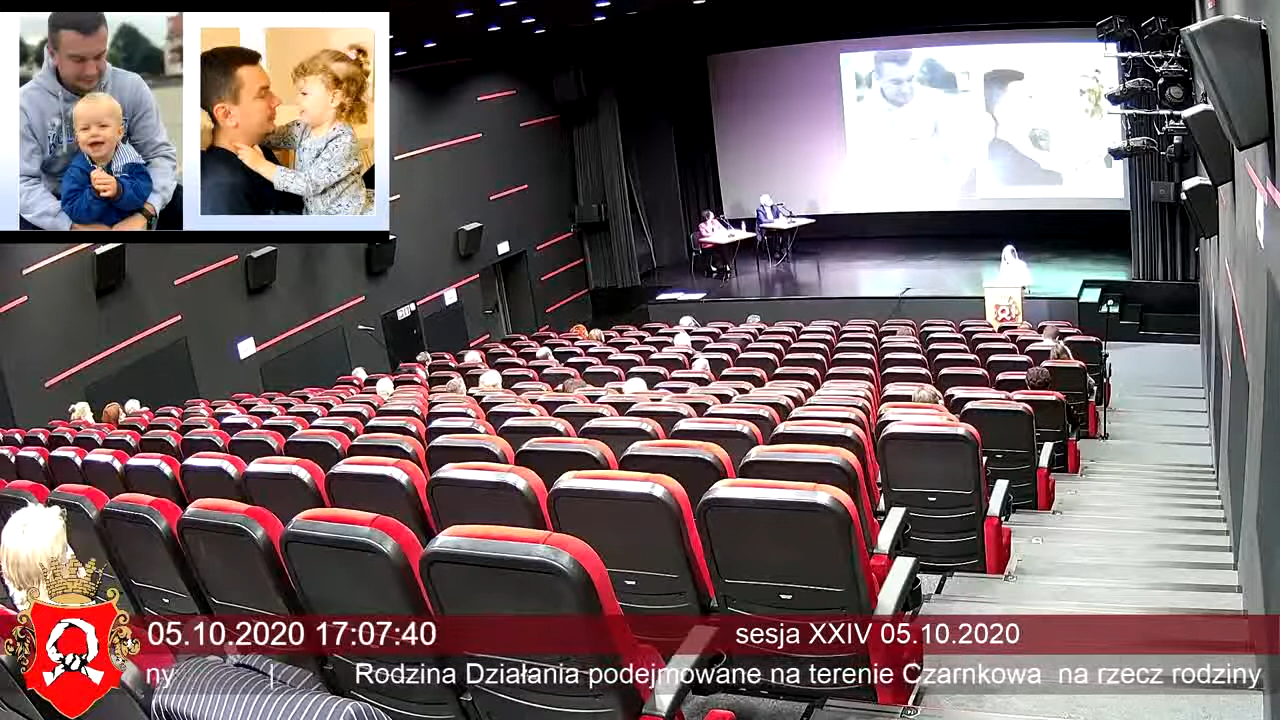 05.10.2020 17:07:40 sesja XXIV 05.10.2020
ny | Rodzina Działania podejmowane na terenie Czarnkowa na rzecz rodziny